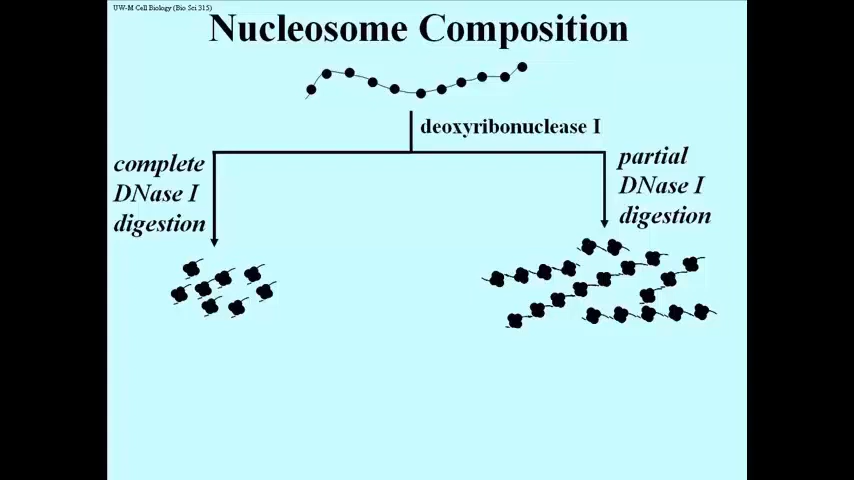 UW-M Cell Biology (Bio Sci 315)
Nucleosome Composition
deoxyribonuclease I
complete
DNase I
digestion
partial
DNase I
digestion